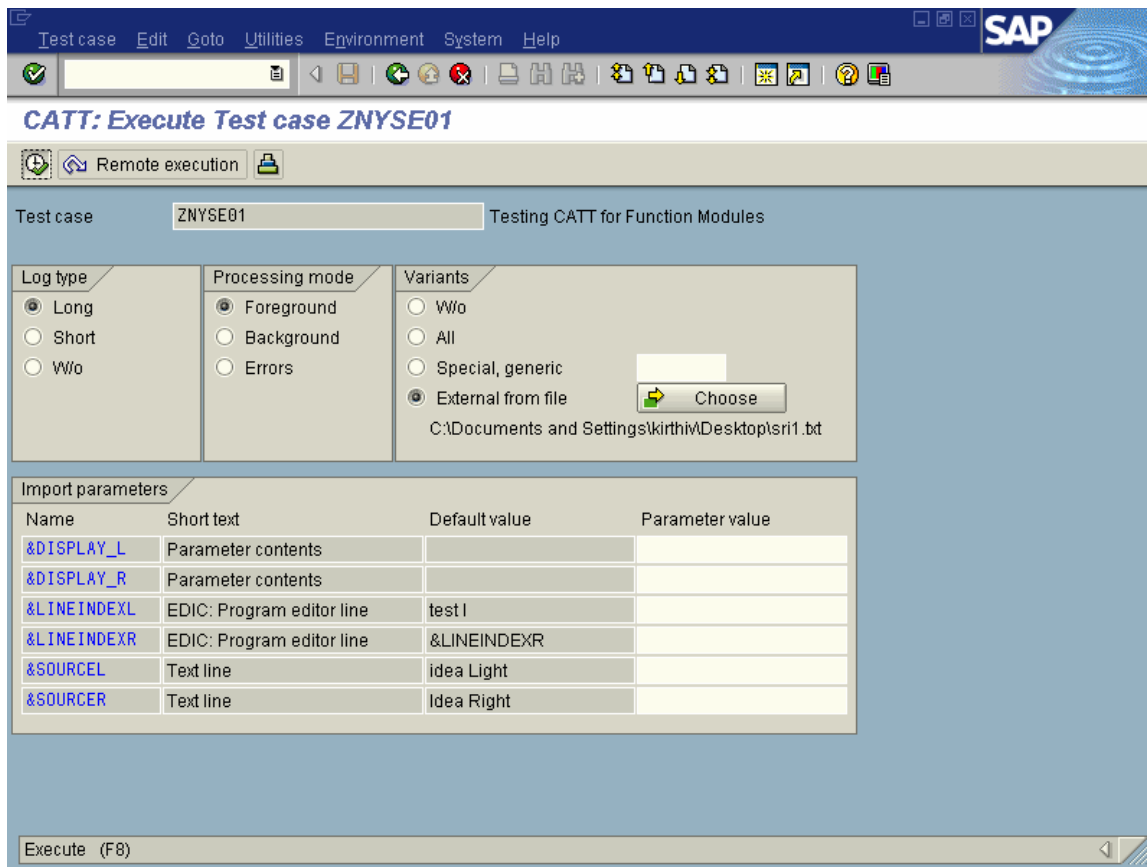 SAP
Test case Edit Goto Utilities Environment System Help
CATT: Execute Test case ZNYSE01
Remote execution
Test case ZNYSE01 Testing CATT for Function Modules
Log type Processing mode Variants
Long Foreground W/o
Short Background All
W/o Errors Special, generic
External from file Choose
C:\Documents and Settings\kirthiv\Desktop\sri1.txt
Import parameters
Name Short text Default value Parameter value
&DISPLAY_L Parameter contents
&DISPLAY_R Parameter contents
&LINEINDEXL EDIC: Program editor line test l
&LINEINDEXR EDIC: Program editor line &LINEINDEXR
&SOURCEL Text line idea Light
&SOURCER Text line Idea Right
Execute (F8)